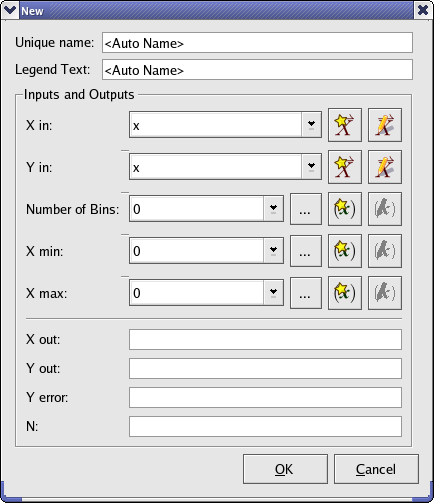 New
Unique name: <Auto Name>
Legend Text: <Auto Name>
Inputs and Outputs
X in: x
Y in: x
Number of Bins: 0 ... (x)
X min: 0 ... (x)
X max: 0 ... (x)
X out:
Y out:
Y error:
N:
OK Cancel